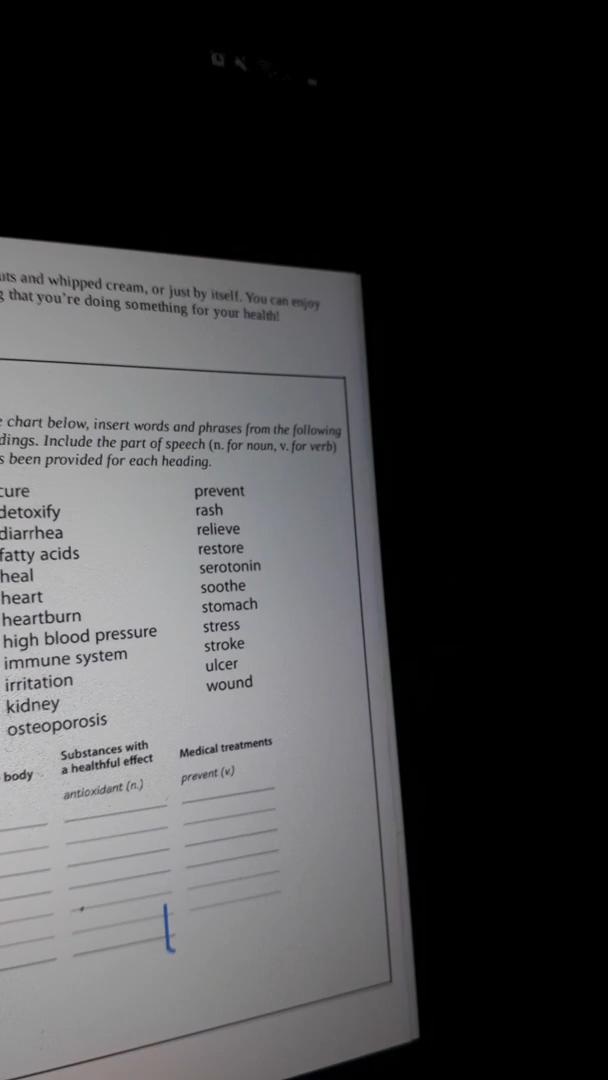 and whipped cream, or just by itself. You can enjoy
that you're doing something for your health!
chart below, insert words and phrases from the following
Include the part of speech (n. for noun, v. for verb)
been provided for each heading.
cure
detoxify
diarrhea
fatty acids
heal
heart
heartburn
high blood pressure
immune system
irritation
kidney
osteoporosis
prevent
rash
relieve
restore
serotonin
soothe
stomach
stress
stroke
ulcer
wound
body
Substances with
a healthful effect
antioxidant (n.)
Medical treatments
prevent (v.)